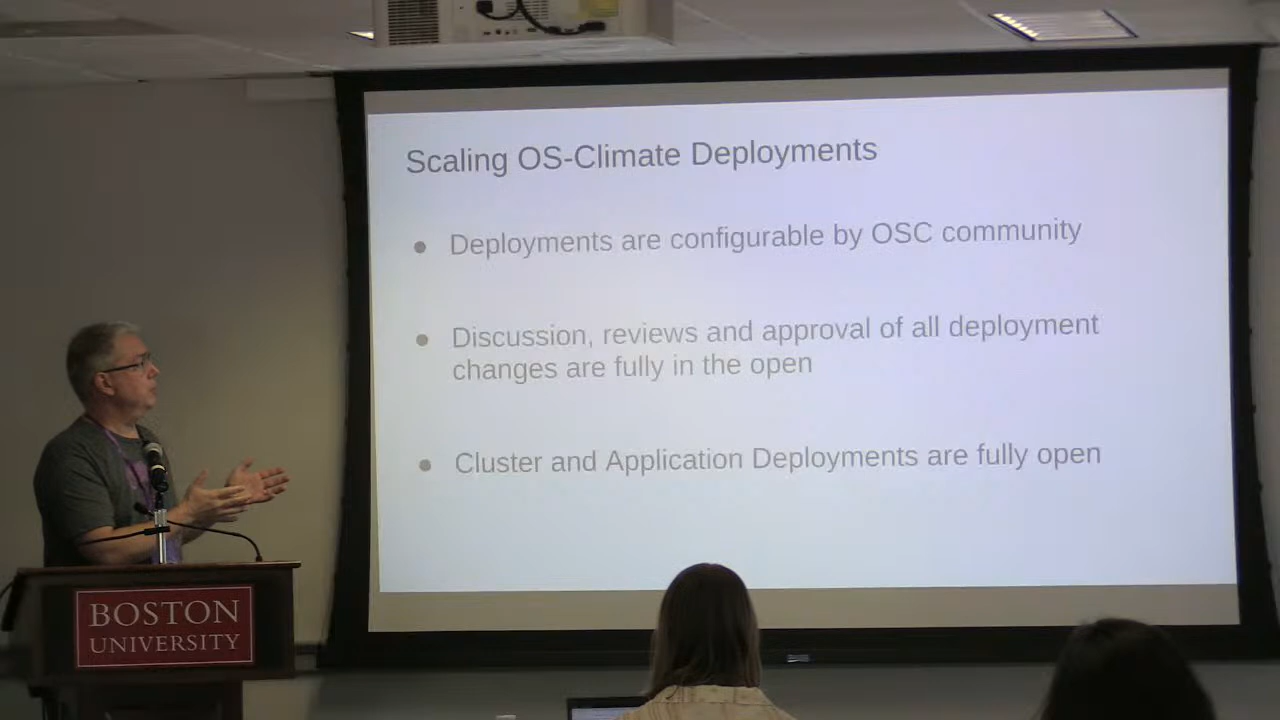 Scaling OS-Climate Deployments
● Deployments are configurable by OSC community
● Discussion, reviews and approval of all deployment
changes are fully in the open
● Cluster and Application Deployments are fully open
BOSTON
UNIVERSITY